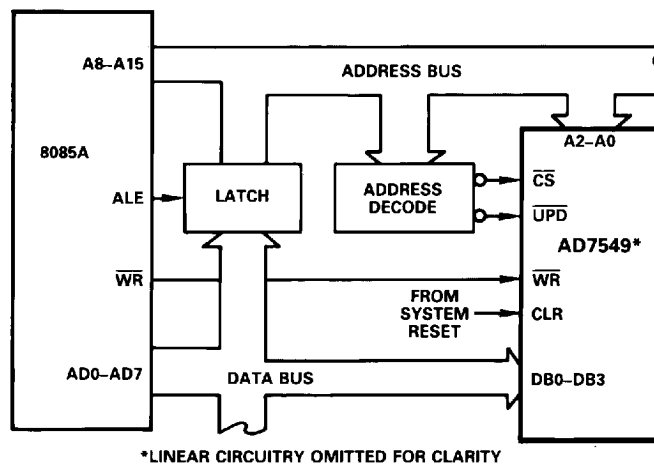 A8–A15
ADDRESS BUS
A2–A0
8085A
ALE
LATCH
ADDRESS
DECODE
CS
UPD
AD7549*
WR
WR
FROM
SYSTEM
RESET
CLR
AD0–AD7
DATA BUS
DB0–DB3
*LINEAR CIRCUITRY OMITTED FOR CLARITY